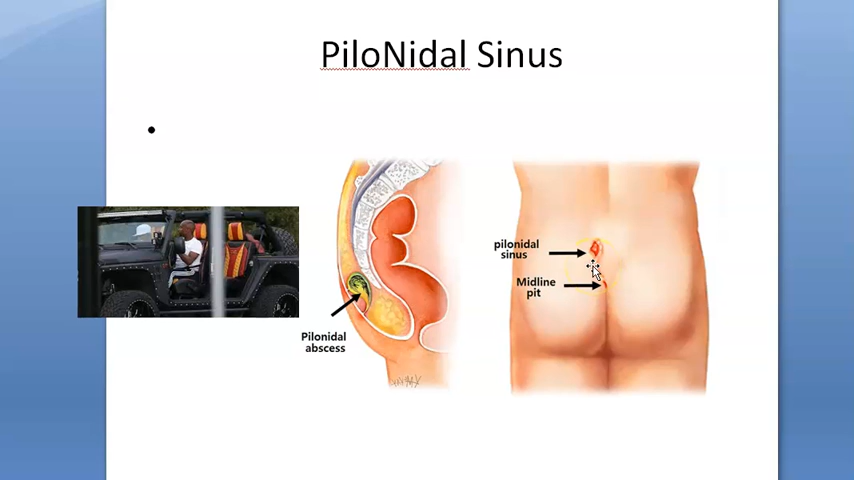 PiloNidal Sinus
pilonidal
sinus
Midline
pit
Pilonidal
abscess